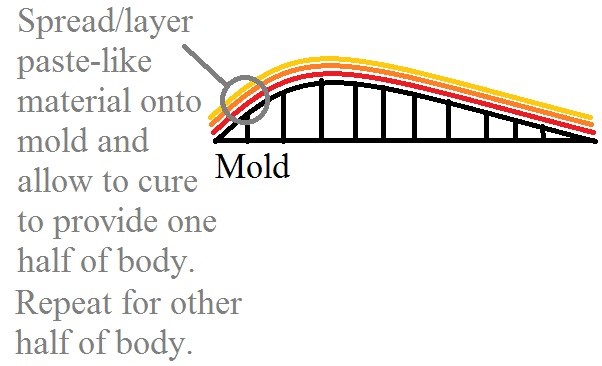 Spread/layer
paste-like
material onto
mold and
allow to cure
to provide one
half of body.
Repeat for other
half of body.
Mold